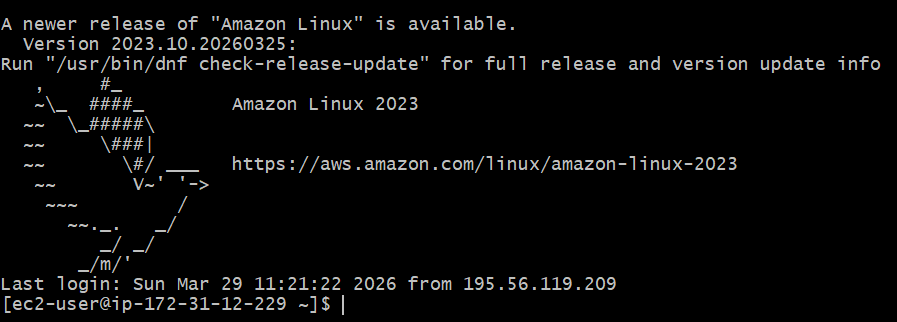 A newer release of "Amazon Linux" is available.
  Version 2023.10.20260325:
Run "/usr/bin/dnf check-release-update" for full release and version update info
   ,     #_
   ~\_  ####_        Amazon Linux 2023
  ~~  \_#####\
  ~~     \###|
  ~~       \#/ ___   https://aws.amazon.com/linux/amazon-linux-2023
   ~~       V~' '->
    ~~~         /
      ~~._.   _/
         _/ _/
       _/m/'
Last login: Sun Mar 29 11:21:22 2026 from 195.56.119.209
[ec2-user@ip-172-31-12-229 ~]$